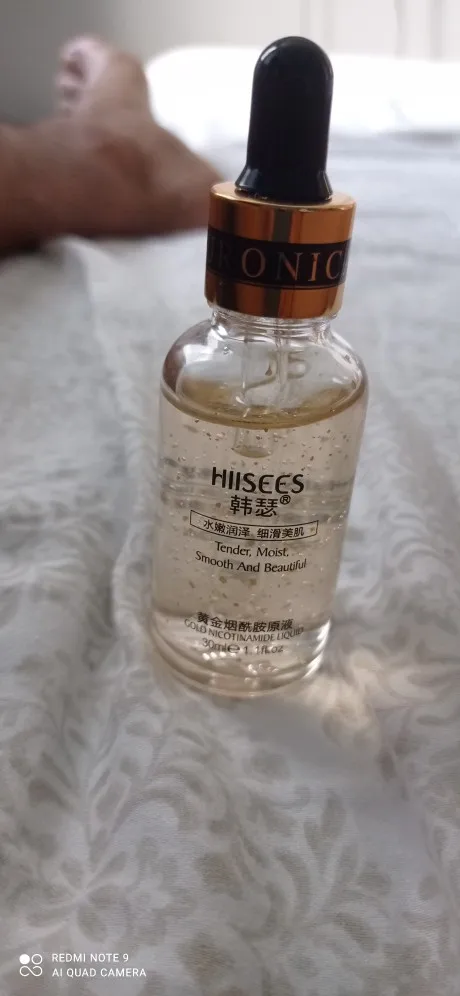 RONIC
HIISEES
韩瑟®
水嫩润泽 细滑美肌
Tender, Moist,
Smooth And Beautiful
黄金烟酰胺原液
GOLD NICOTINAMIDE LIQUID
30ml℮1.1fl.oz
REDMI NOTE 9
AI QUAD CAMERA